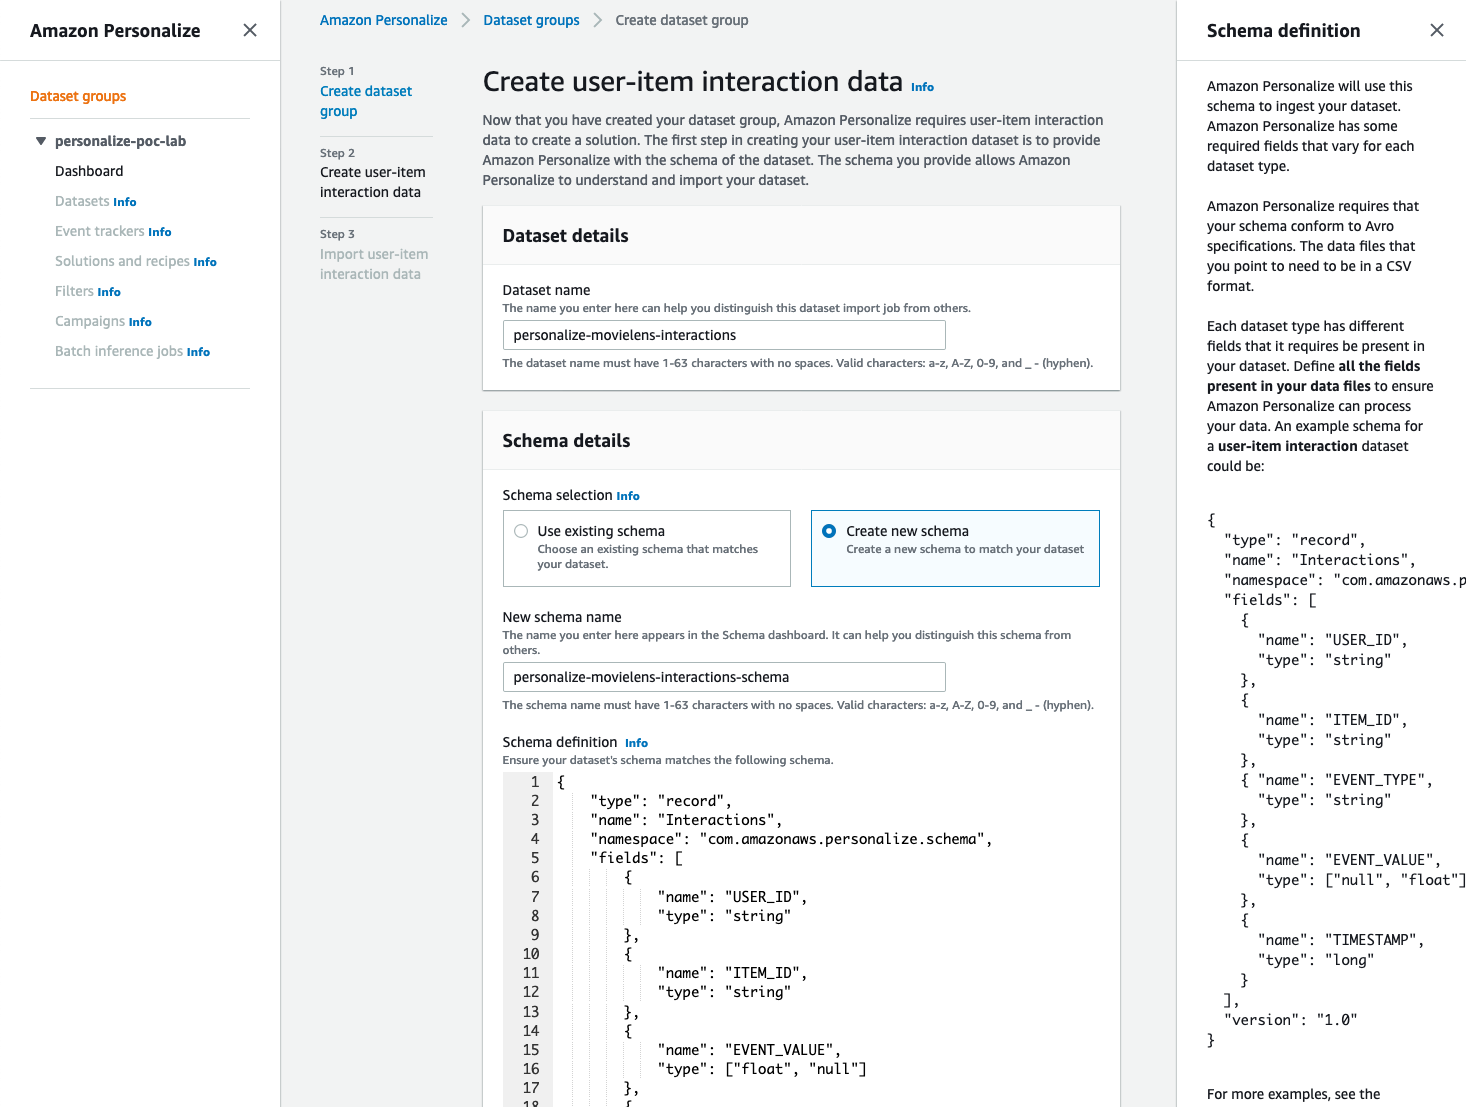 Amazon Personalize
Dataset groups
personalize-poc-lab
Dashboard
Datasets Info
Event trackers Info
Solutions and recipes Info
Filters Info
Campaigns Info
Batch inference jobs Info
Amazon Personalize > Dataset groups > Create dataset group
Step 1
Create dataset
group
Step 2
Create user-item
interaction data
Step 3
Import user-item
interaction data
Create user-item interaction data Info
Now that you have created your dataset group, Amazon Personalize requires user-item interaction
data to create a solution. The first step in creating your user-item interaction dataset is to provide
Amazon Personalize with the schema of the dataset. The schema you provide allows Amazon
Personalize to understand and import your dataset.
Dataset details
Dataset name
The name you enter here can help you distinguish this dataset import job from others.
personalize-movielens-interactions
The dataset name must have 1-63 characters with no spaces. Valid characters: a-z, A-Z, 0-9, and _ - (hyphen).
Schema details
Schema selection Info
Use existing schema
Choose an existing schema that matches
your dataset.
Create new schema
Create a new schema to match your dataset
New schema name
The name you enter here appears in the Schema dashboard. It can help you distinguish this schema from
others.
personalize-movielens-interactions-schema
The schema name must have 1-63 characters with no spaces. Valid characters: a-z, A-Z, 0-9, and _ - (hyphen).
Schema definition Info
Ensure your dataset's schema matches the following schema.
1 {
2 "type": "record",
3 "name": "Interactions",
4 "namespace": "com.amazonaws.personalize.schema",
5 "fields": [
6 {
7 "name": "USER_ID",
8 "type": "string"
9 },
10 {
11 "name": "ITEM_ID",
12 "type": "string"
13 },
14 {
15 "name": "EVENT_VALUE",
16 "type": ["float", "null"]
17 },
18 {
Schema definition
Amazon Personalize will use this
schema to ingest your dataset.
Amazon Personalize has some
required fields that vary for each
dataset type.
Amazon Personalize requires that
your schema conform to Avro
specifications. The data files that
you point to need to be in a CSV
format.
Each dataset type has different
fields that it requires be present in
your dataset. Define all the fields
present in your data files to ensure
Amazon Personalize can process
your data. An example schema for
a user-item interaction dataset
could be:
{
"type": "record",
"name": "Interactions",
"namespace": "com.amazonaws.p
"fields": [
{
"name": "USER_ID",
"type": "string"
},
{
"name": "ITEM_ID",
"type": "string"
},
{ "name": "EVENT_TYPE",
"type": "string"
},
{
"name": "EVENT_VALUE",
"type": ["null", "float"]
},
{
"name": "TIMESTAMP",
"type": "long"
}
],
"version": "1.0"
}
For more examples, see the